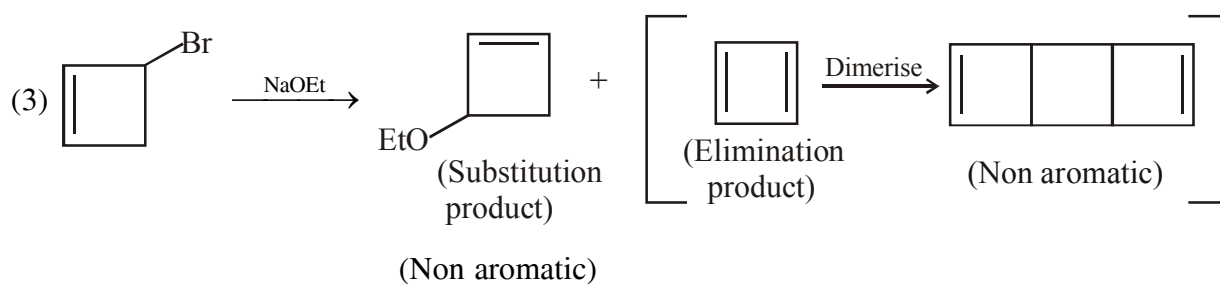 (3)
Br
NaOEt
EtO
(Substitution
product)
(Non aromatic)
+
(Elimination
product)
Dimerise
(Non aromatic)